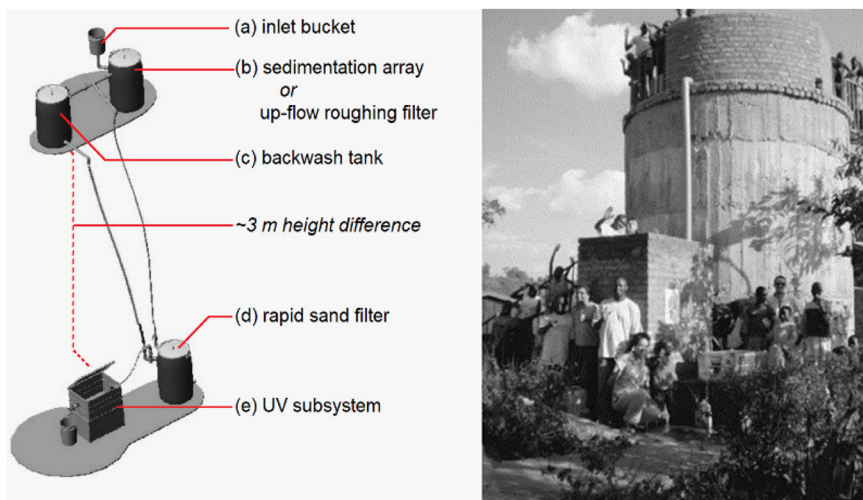 (a) inlet bucket
(b) sedimentation array
or
up-flow roughing filter
(c) backwash tank
~3 m height difference
(d) rapid sand filter
(e) UV subsystem